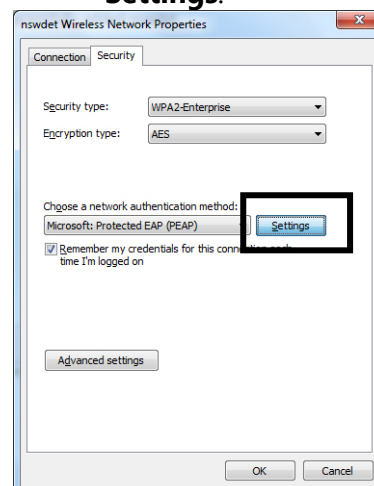 Settings.
nswdet Wireless Network Properties
Connection Security
Security type: WPA2-Enterprise
Encryption type: AES
Choose a network authentication method:
Microsoft: Protected EAP (PEAP) Settings
Remember my credentials for this connection each
time I'm logged on
Advanced settings
OK Cancel